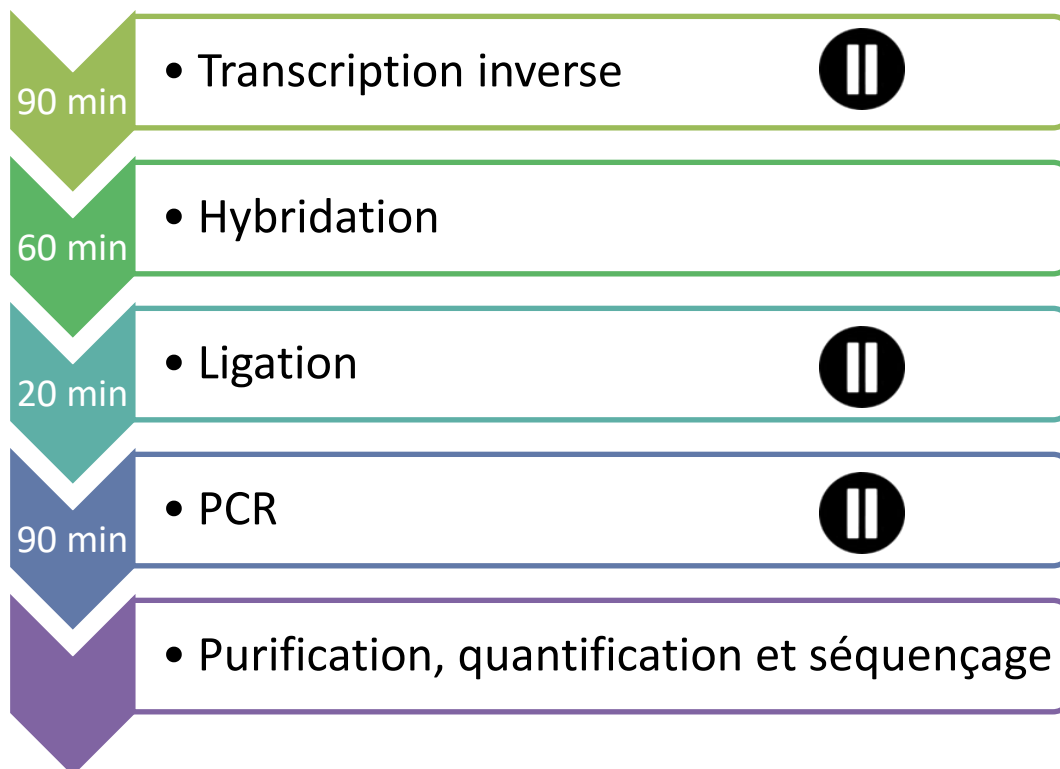 90 min
• Transcription inverse
60 min
• Hybridation
20 min
• Ligation
90 min
• PCR
• Purification, quantification et séquençage